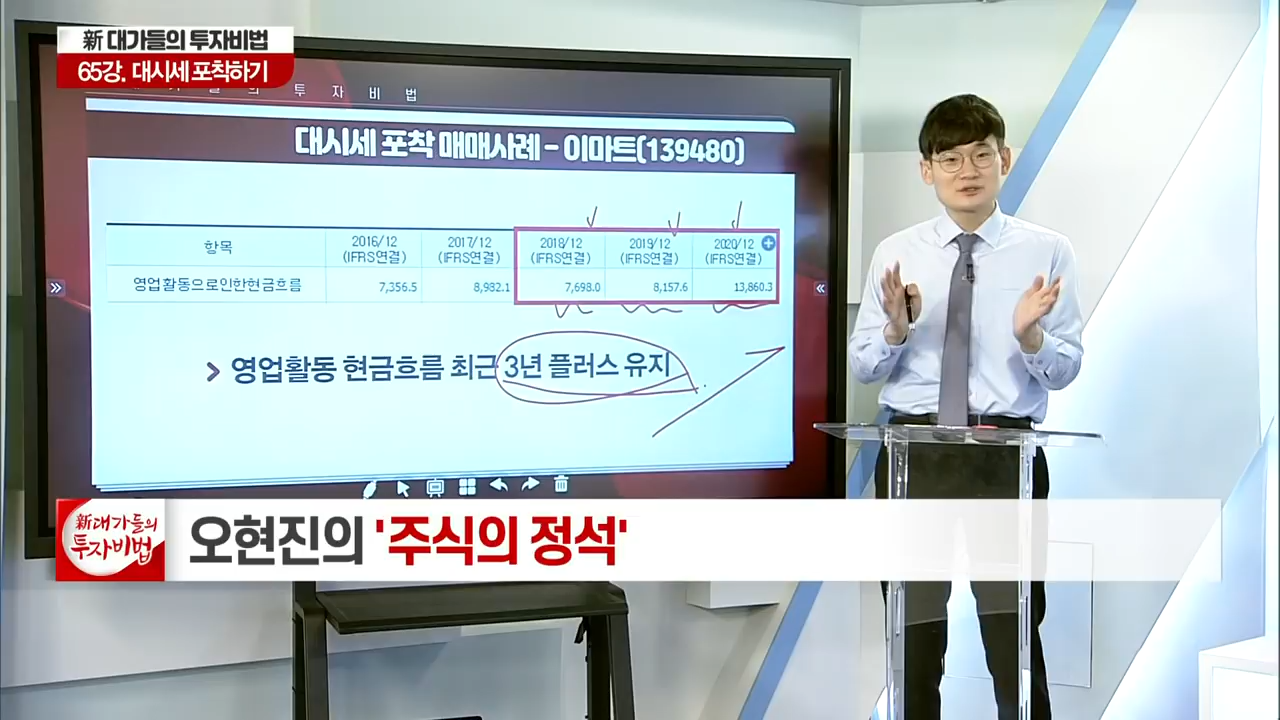 新 대가들의 투자비법
65강. 대시세 포착하기
의 투 자 비 법
대시세 포착 매매사례 - 이마트(139480)
항목 2016/12 (IFRS연결) 2017/12 (IFRS연결) 2018/12 (IFRS연결) 2019/12 (IFRS연결) 2020/12 (IFRS연결)
영업활동으로인한현금흐름 7,356.5 8,932.1 7,698.0 8,157.6 13,860.3
영업활동 현금흐름 최근 3년 플러스 유지
新대가들의
투자비법
오현진의 '주식의 정석'